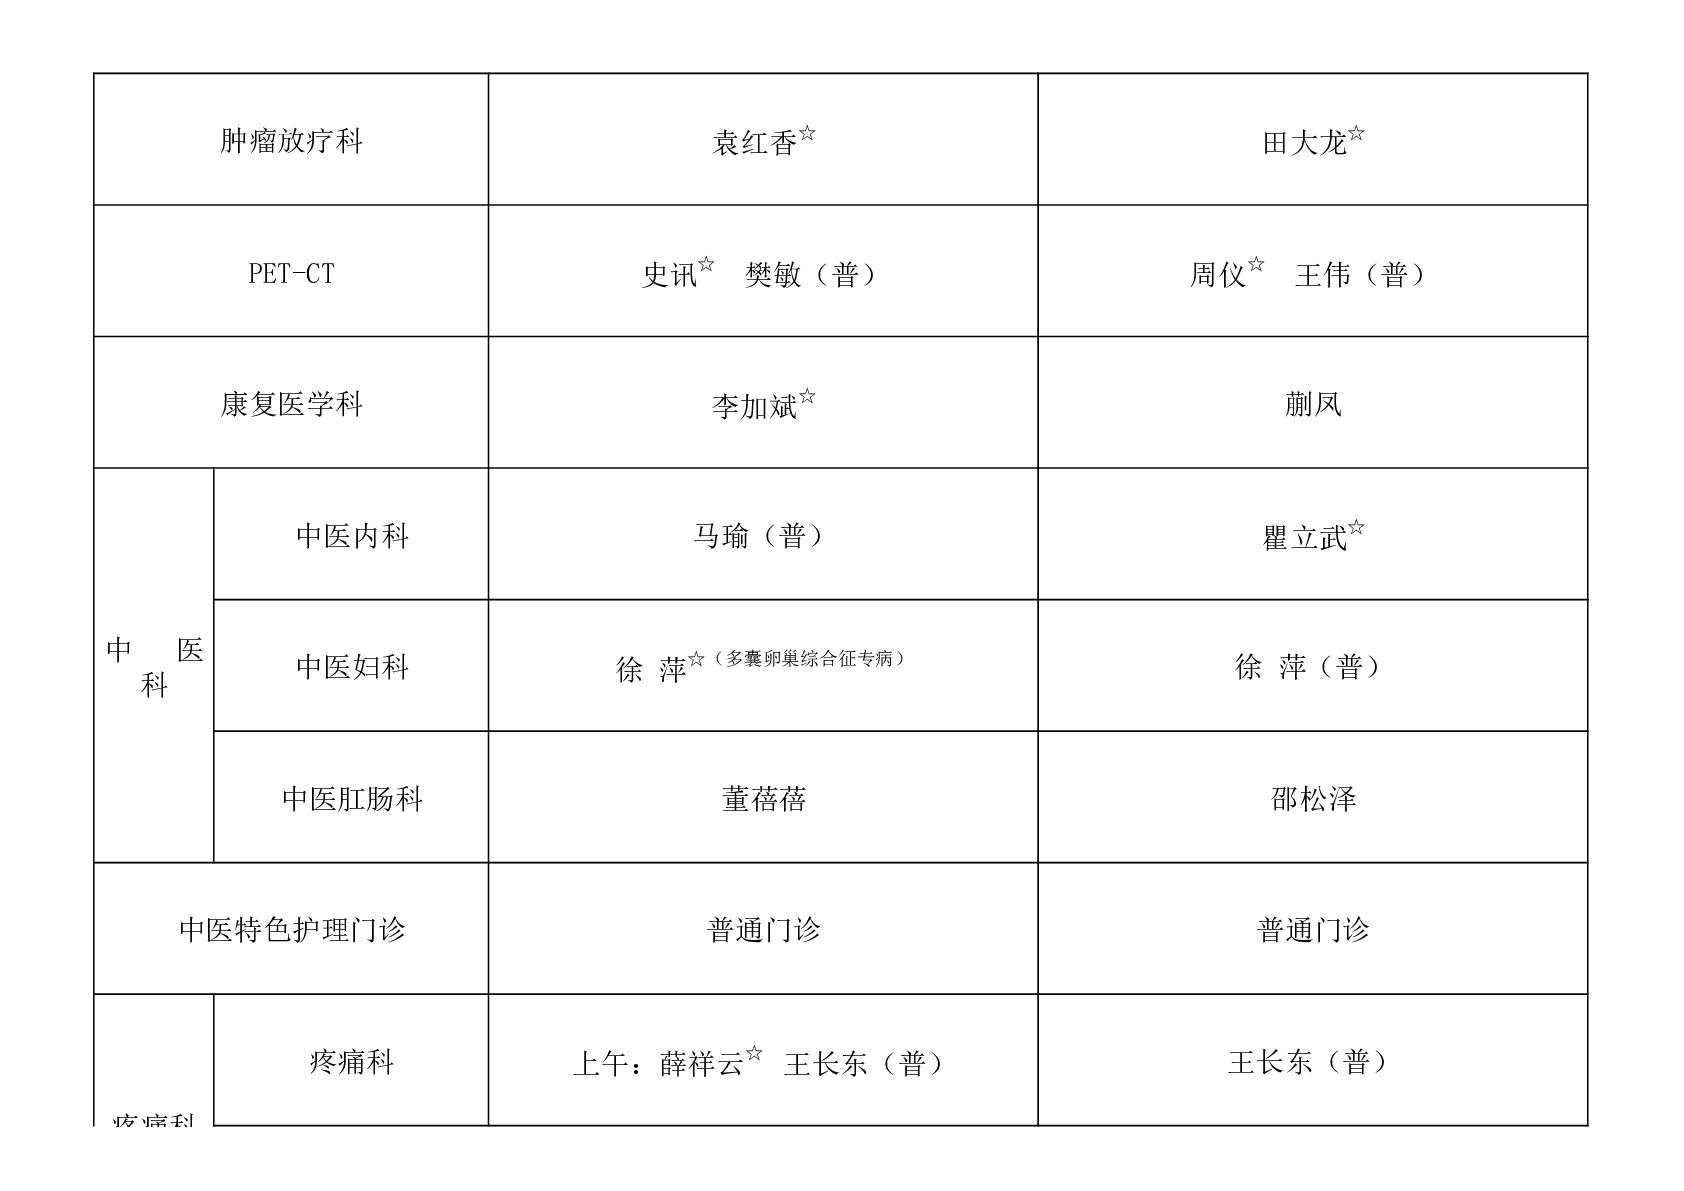 肿瘤放疗科 袁红香☆ 田大龙☆
PET-CT 史讯☆ 樊敏（普） 周仪☆ 王伟（普）
康复医学科 李加斌☆ 蒯凤
中医科
中医内科 马瑜（普） 瞿立武☆
中医妇科 徐 萍☆（多囊卵巢综合征专病） 徐 萍（普）
中医肛肠科 董蓓蓓 邵松泽
中医特色护理门诊 普通门诊 普通门诊
疼痛科
疼痛科 上午：薛祥云☆ 王长东（普） 王长东（普）